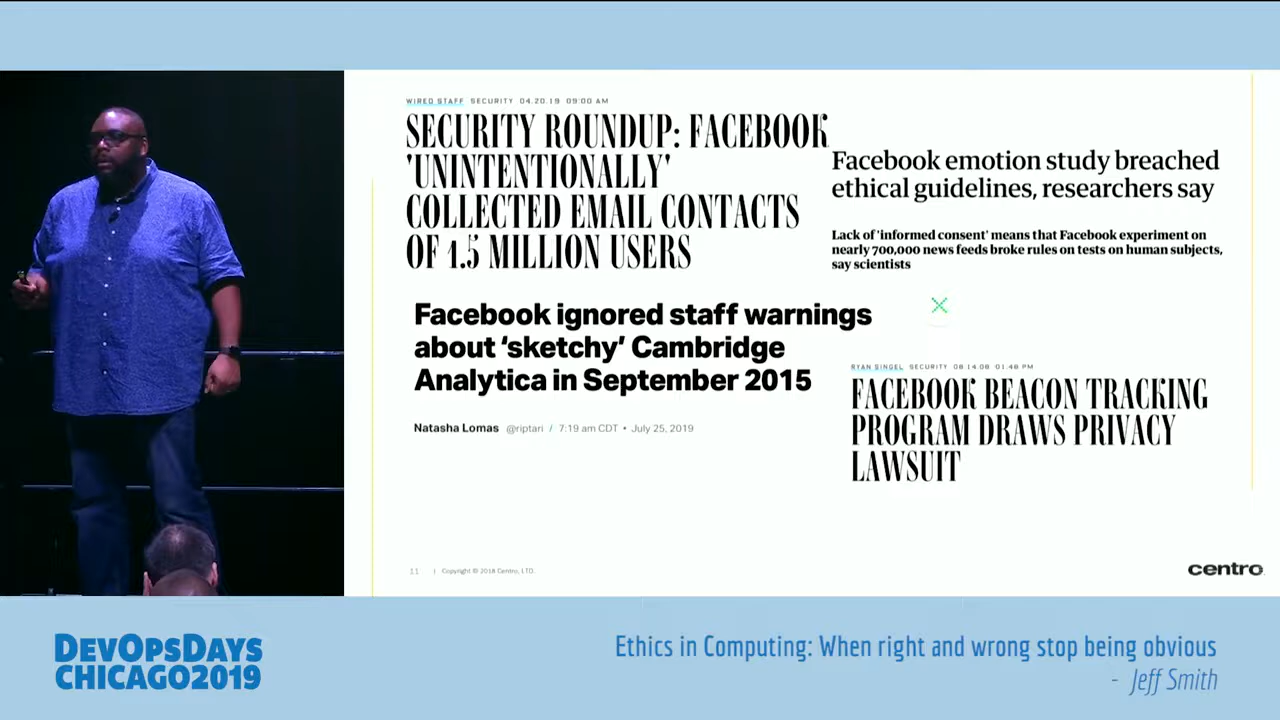 WIRED STAFF SECURITY 04.20.19 09:00 AM
SECURITY ROUNDUP: FACEBOOK
'UNINTENTIONALLY'
COLLECTED EMAIL CONTACTS
OF 1.5 MILLION USERS
Facebook emotion study breached
ethical guidelines, researchers say
Lack of 'informed consent' means that Facebook experiment on
nearly 700,000 news feeds broke rules on tests on human subjects,
say scientists
Facebook ignored staff warnings
about ‘sketchy’ Cambridge
Analytica in September 2015
Natasha Lomas @riptari / 7:19 am CDT • July 25, 2019
RYAN SINGEL SECURITY 08.14.08 01:48 PM
FACEBOOK BEACON TRACKING
PROGRAM DRAWS PRIVACY
LAWSUIT
11 | Copyright © 2018 Centro, LTD.
centro
DEVOPSDAYS
CHICAGO2019
Ethics in Computing: When right and wrong stop being obvious
- Jeff Smith